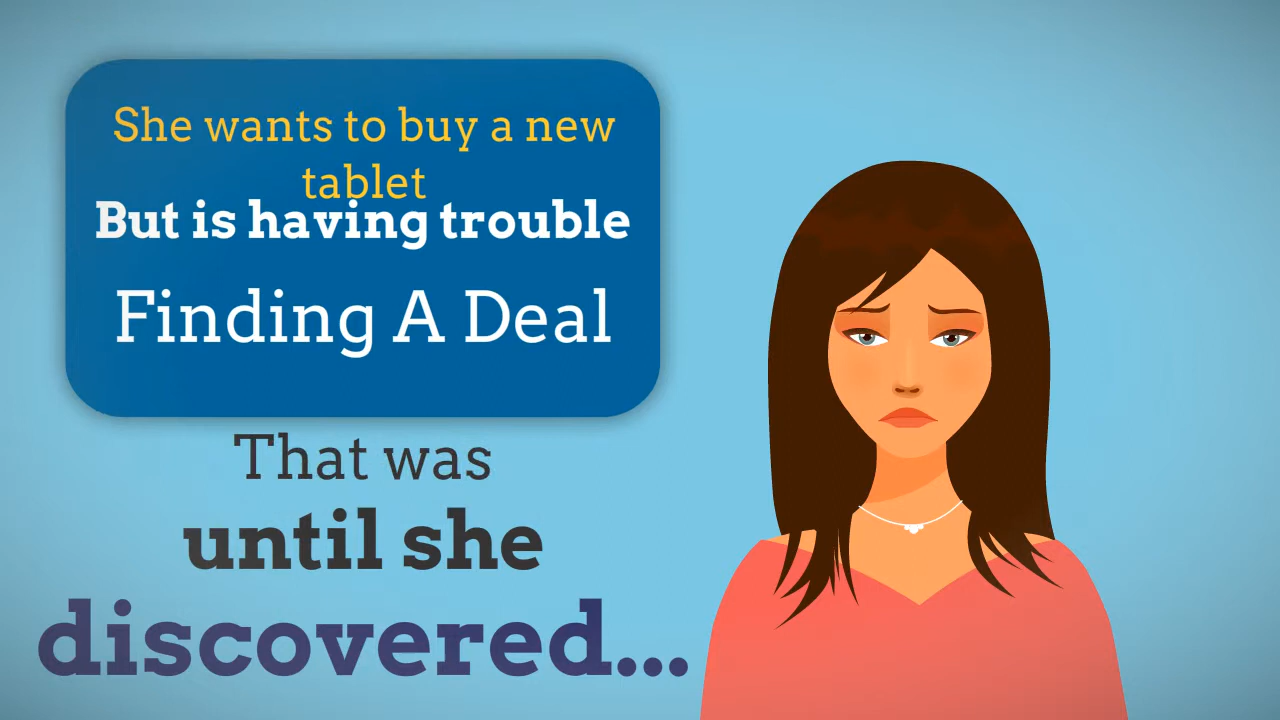 She wants to buy a new
tablet
But is having trouble
Finding A Deal
That was
until she
discovered...